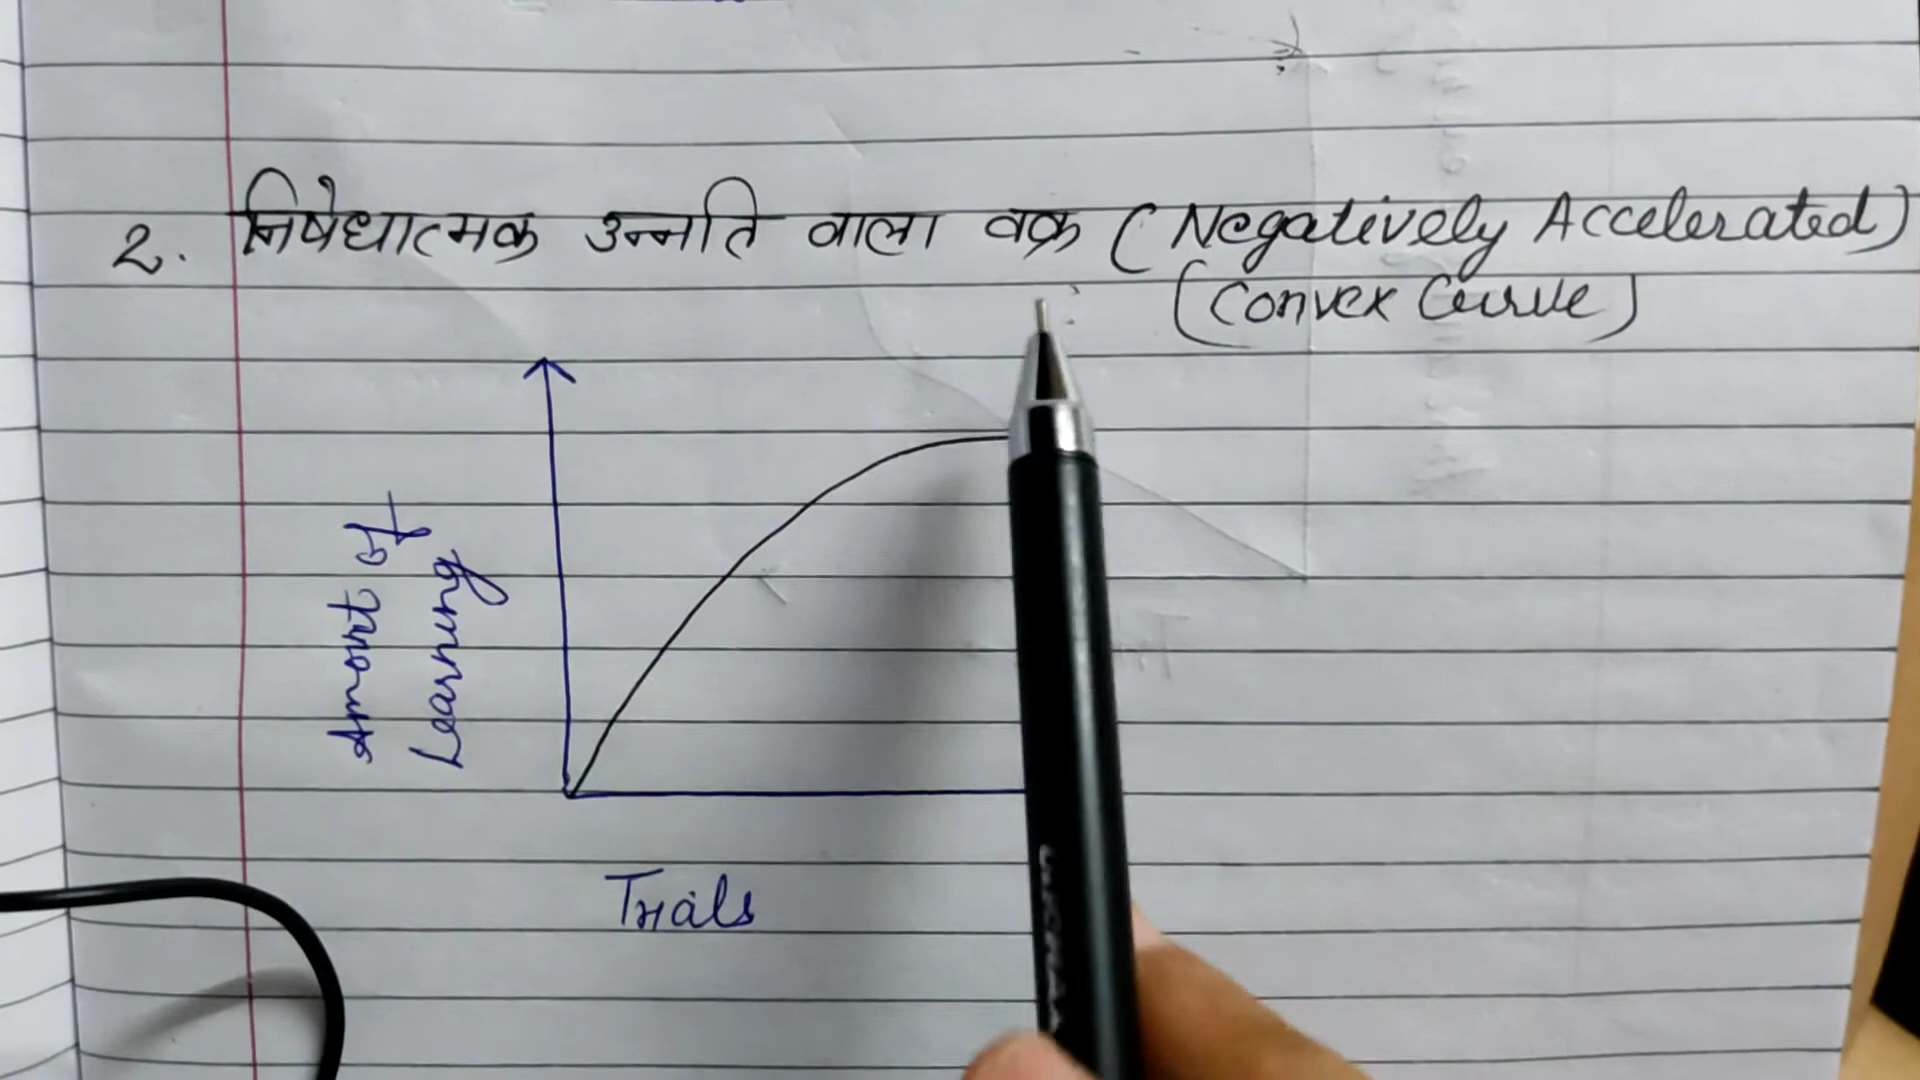 2. निषेधात्मक उन्नति वाला वक्र (Negatively Accelerated)
(Convex Curve)
Amount of
Learning
Trials